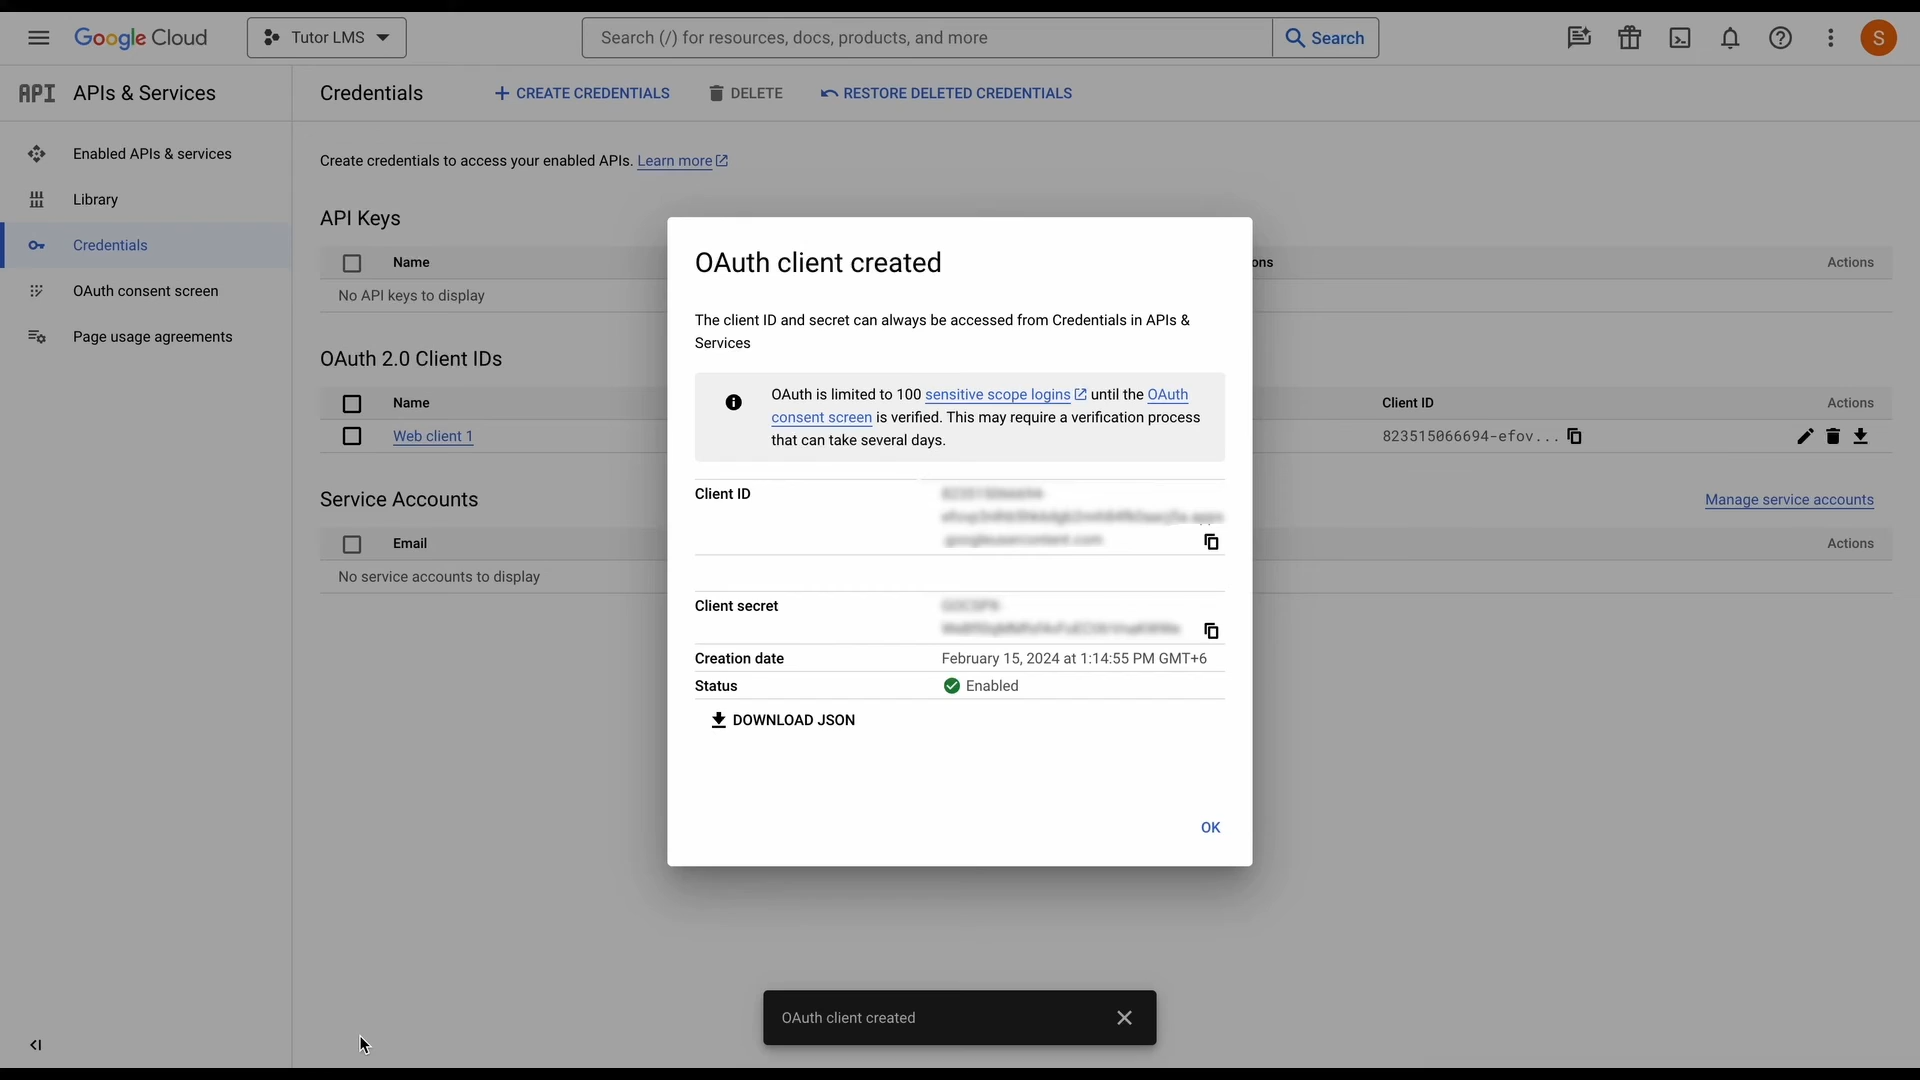 Google Cloud
Tutor LMS
Search (/) for resources, docs, products, and more
Search
S
API APIs & Services
Credentials
+ CREATE CREDENTIALS
DELETE
RESTORE DELETED CREDENTIALS
Enabled APIs & services
Library
Credentials
OAuth consent screen
Page usage agreements
Create credentials to access your enabled APIs. Learn more
API Keys
Name
ons
Actions
No API keys to display
OAuth 2.0 Client IDs
Name
Client ID
Actions
Web client 1
823515066694-efov...
Service Accounts
Manage service accounts
Email
Actions
No service accounts to display
OAuth client created
The client ID and secret can always be accessed from Credentials in APIs &
Services
OAuth is limited to 100 sensitive scope logins until the OAuth
consent screen is verified. This may require a verification process
that can take several days.
Client ID
Client secret
Creation date
February 15, 2024 at 1:14:55 PM GMT+6
Status
Enabled
DOWNLOAD JSON
OK
OAuth client created